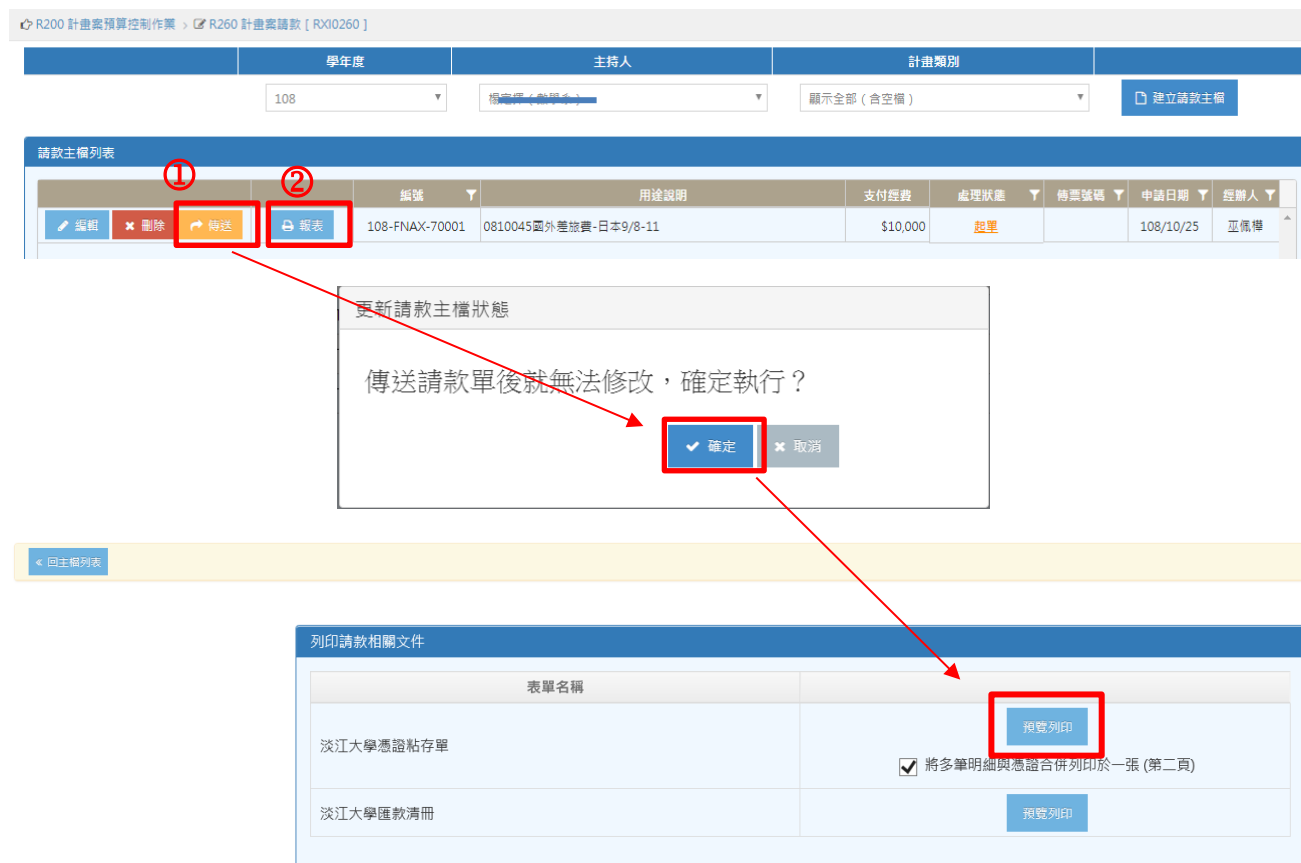 R200 計畫案預算控制作業 > R260 計畫案請款 [ RXI0260 ]
學年度 主持人 計畫類別
108 顯示全部 ( 含空檔 ) 建立請款主檔
請款主檔列表
① ②
編號 用途說明 支付經費 處理狀態 傳票號碼 申請日期 經辦人
編輯 刪除 傳送 報表 108-FNAX-70001 0810045國外差旅費-日本9/8-11 $10,000 起單 108/10/25 巫佩樺
更新請款主檔狀態
傳送請款單後就無法修改，確定執行？
確定 取消
« 回主檔列表
列印請款相關文件
表單名稱
預覽列印
淡江大學憑證粘存單
將多筆明細與憑證合併列印於一張 (第二頁)
淡江大學匯款清冊 預覽列印